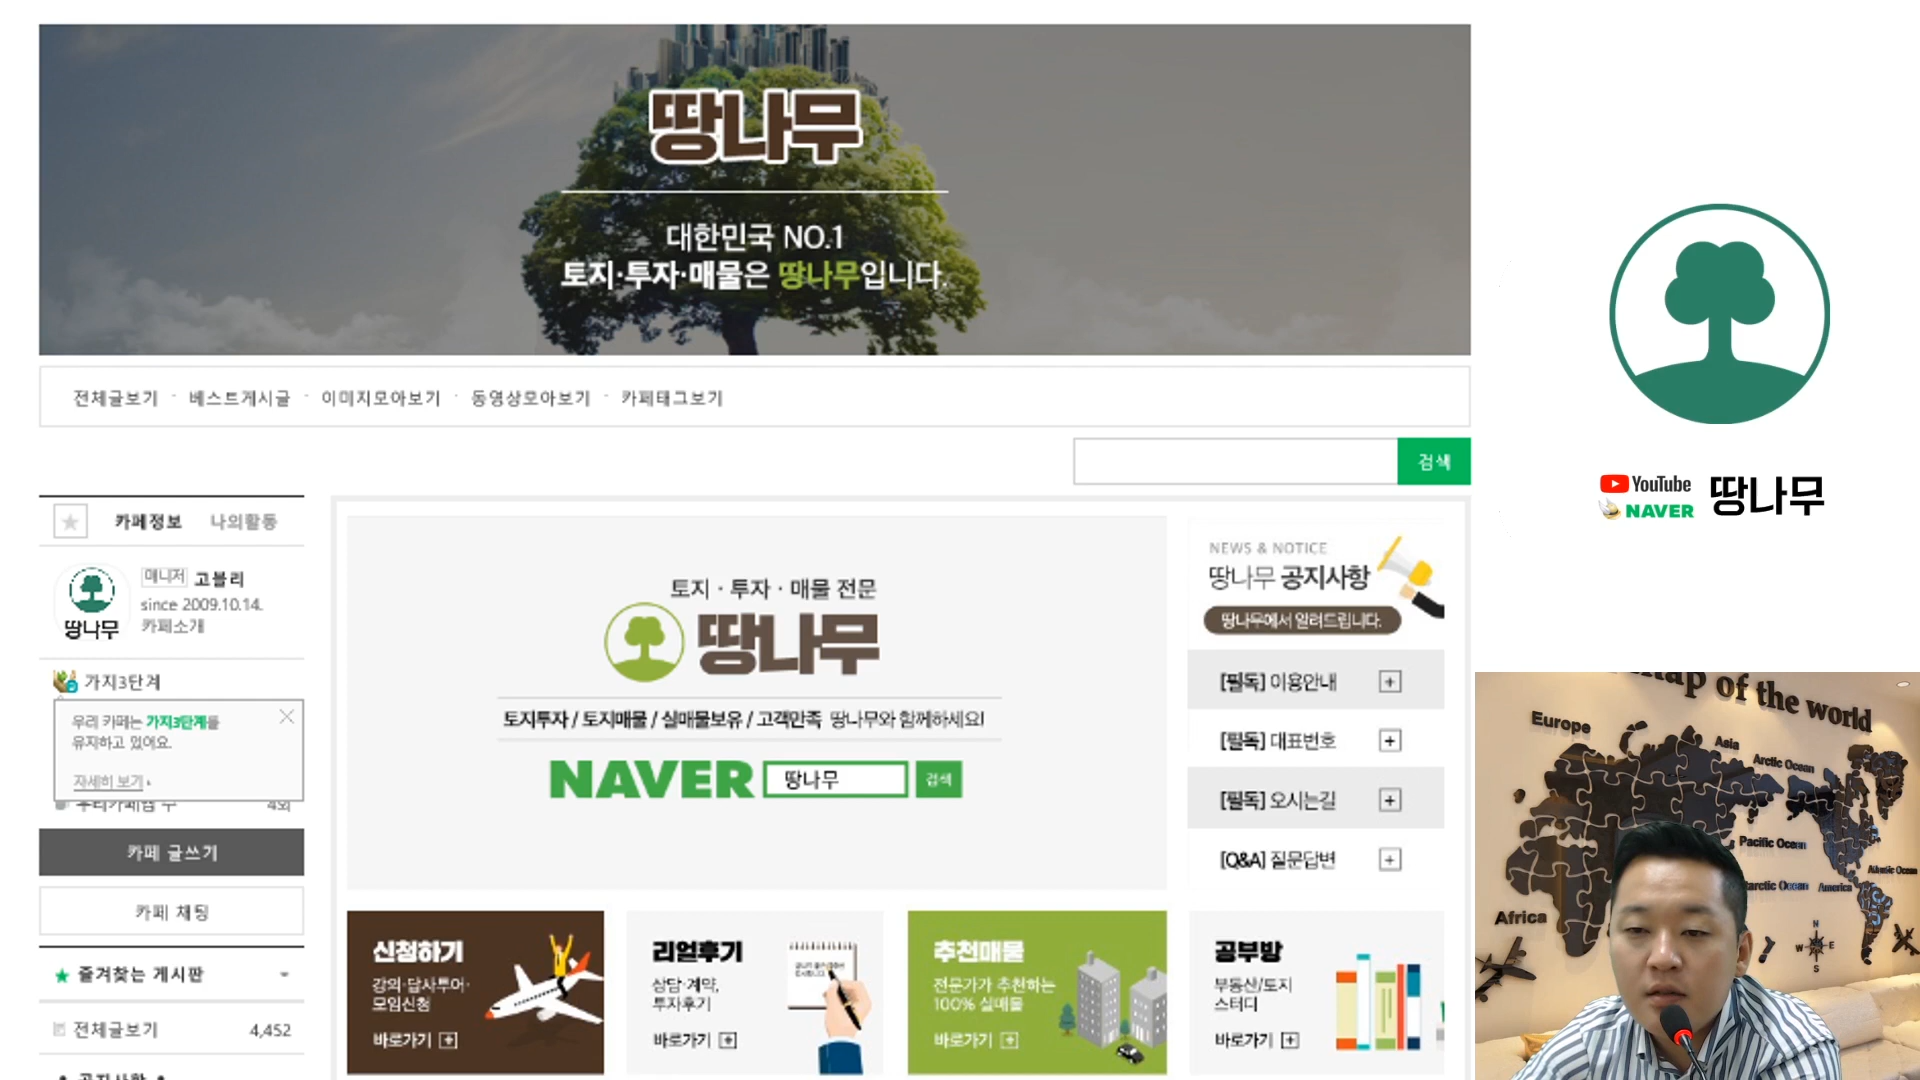 땅나무
대한민국 NO.1
토지·투자·매물은 땅나무입니다.
전체글보기 · 베스트게시글 · 이미지모아보기 · 동영상모아보기 · 카페태그보기
검색
카페정보 나의활동
매니저 고블리
since 2009.10.14.
카페소개
땅나무
가지3단계
우리 카페는 가지3단계를
유지하고 있어요.
자세히 보기
4회
카페 글쓰기
카페 채팅
즐겨찾는 게시판
전체글보기 4,452
공지사항
토지 · 투자 · 매물 전문
땅나무
토지투자 / 토지매물 / 실매물보유 / 고객만족 땅나무와 함께하세요!
NAVER 땅나무 검색
NEWS & NOTICE
땅나무 공지사항
땅나무에서 알려드립니다.
[필독] 이용안내
[필독] 대표번호
[필독] 오시는길
[Q&A] 질문답변
신청하기
강의·답사투어·
모임신청
바로가기
리얼후기
상담·계약,
투자후기
바로가기
추천매물
전문가가 추천하는
100% 실매물
바로가기
공부방
부동산/토지
스터디
바로가기
YouTube
NAVER
땅나무
map of the world
Europe
Asia
Arctic Ocean
Pacific Ocean
Atlantic Ocean
America
Africa
N
W E
S